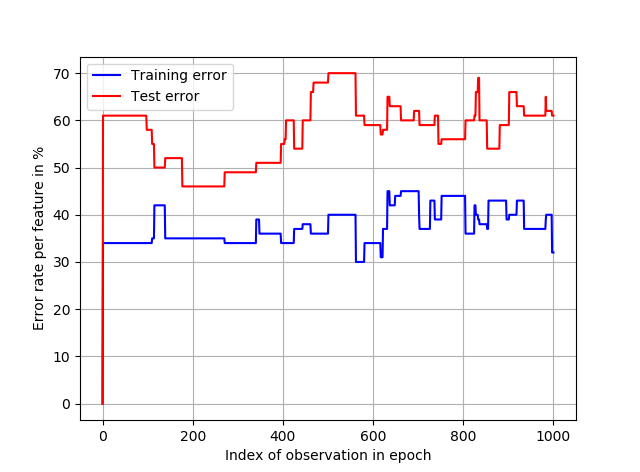 Training error
Test error
70
60
50
40
30
20
10
0
Error rate per feature in %
0 200 400 600 800 1000
Index of observation in epoch